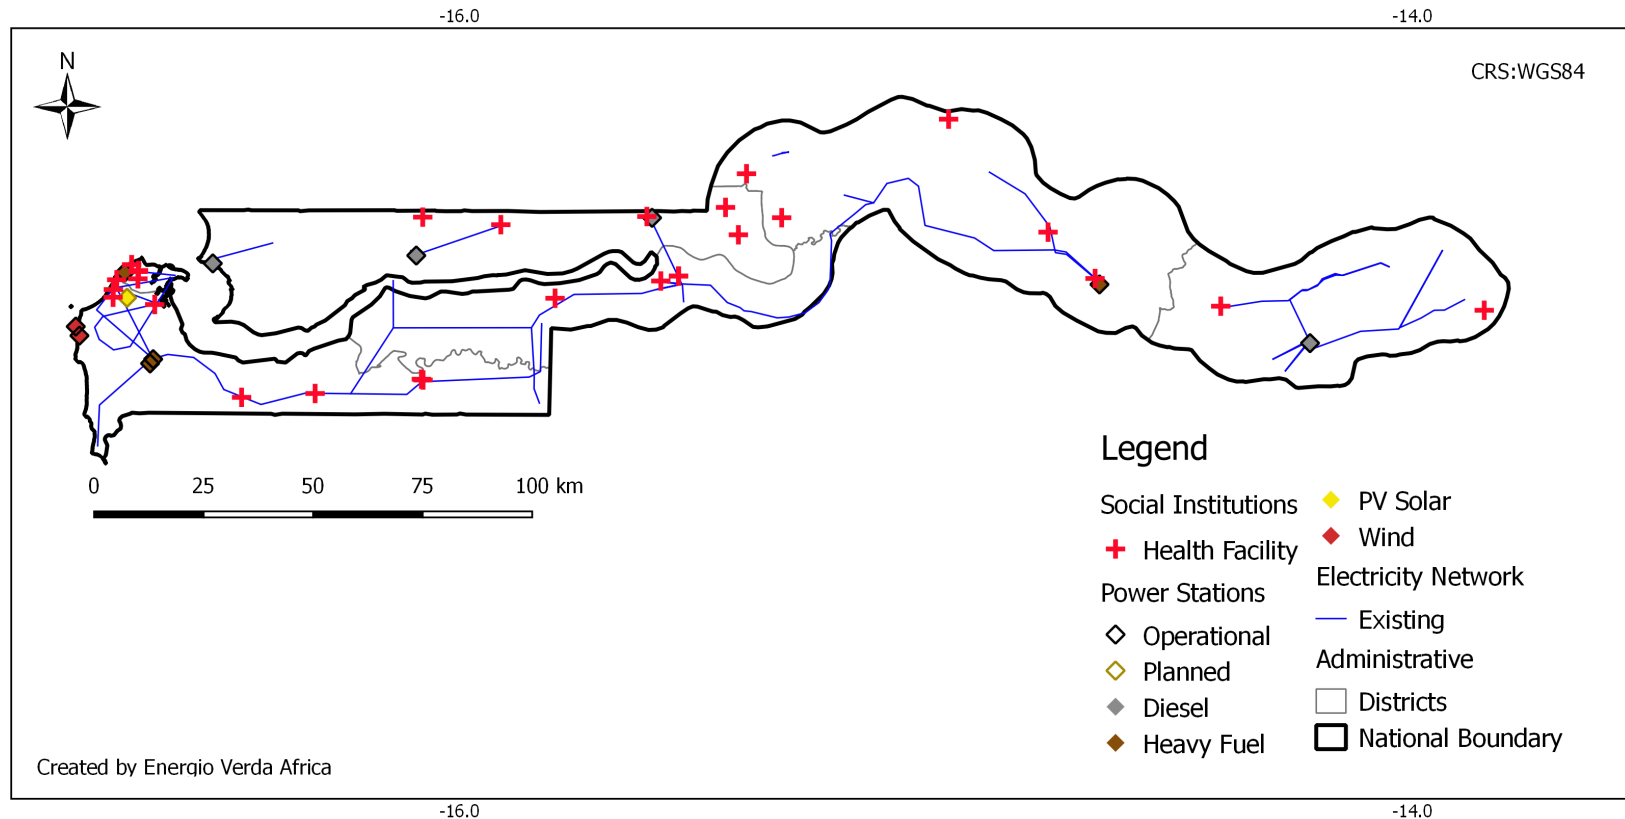 -16.0 -14.0
N
CRS:WGS84
0 25 50 75 100 km
Legend
Social Institutions
Health Facility
Power Stations
Operational
Planned
Diesel
Heavy Fuel
PV Solar
Wind
Electricity Network
Existing
Administrative
Districts
National Boundary
Created by Energio Verda Africa
-16.0 -14.0